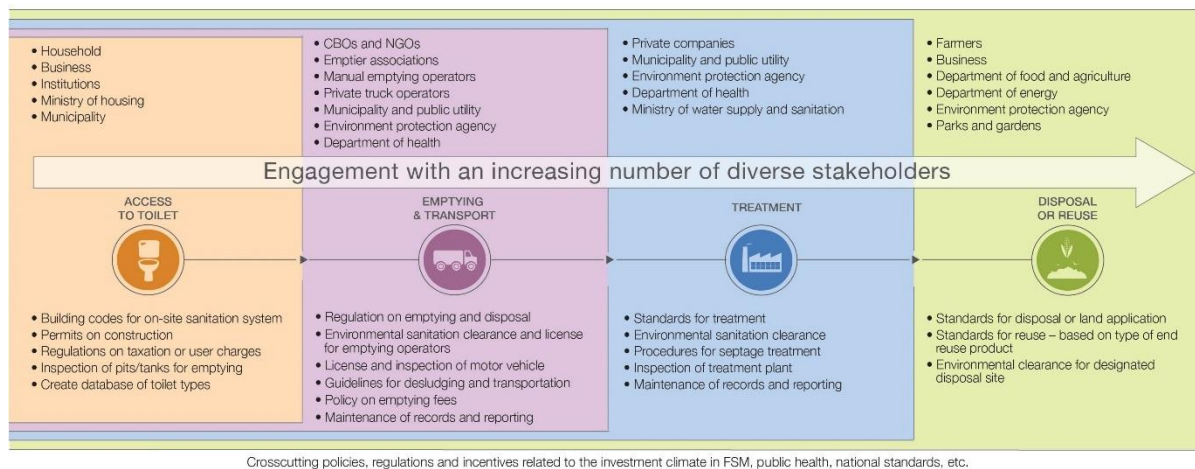 • Household
• Business
• Institutions
• Ministry of housing
• Municipality
• CBOs and NGOs
• Emptier associations
• Manual emptying operators
• Private truck operators
• Municipality and public utility
• Environment protection agency
• Department of health
• Private companies
• Municipality and public utility
• Environment protection agency
• Department of health
• Ministry of water supply and sanitation
• Farmers
• Business
• Department of food and agriculture
• Department of energy
• Environment protection agency
• Parks and gardens
Engagement with an increasing number of diverse stakeholders
ACCESS
TO TOILET
EMPTYING
& TRANSPORT
TREATMENT
DISPOSAL
OR REUSE
• Building codes for on-site sanitation system
• Permits on construction
• Regulations on taxation or user charges
• Inspection of pits/tanks for emptying
• Create database of toilet types
• Regulation on emptying and disposal
• Environmental sanitation clearance and license
for emptying operators
• License and inspection of motor vehicle
• Guidelines for desludging and transportation
• Policy on emptying fees
• Maintenance of records and reporting
• Standards for treatment
• Environmental sanitation clearance
• Procedures for septage treatment
• Inspection of treatment plant
• Maintenance of records and reporting
• Standards for disposal or land application
• Standards for reuse – based on type of end
reuse product
• Environmental clearance for designated
disposal site
Crosscutting policies, regulations and incentives related to the investment climate in FSM, public health, national standards, etc.